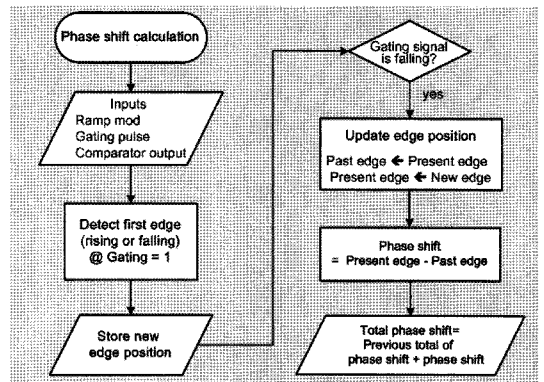 Phase shift calculation
Inputs
Ramp mod
Gating pulse
Comparator output
Detect first edge
(rising or falling)
@ Gating = 1
Store new
edge position
Gating signal
is falling?
yes
Update edge position
Past edge ← Present edge
Present edge ← New edge
Phase shift
= Present edge - Past edge
Total phase shift=
Previous total of
phase shift + phase shift